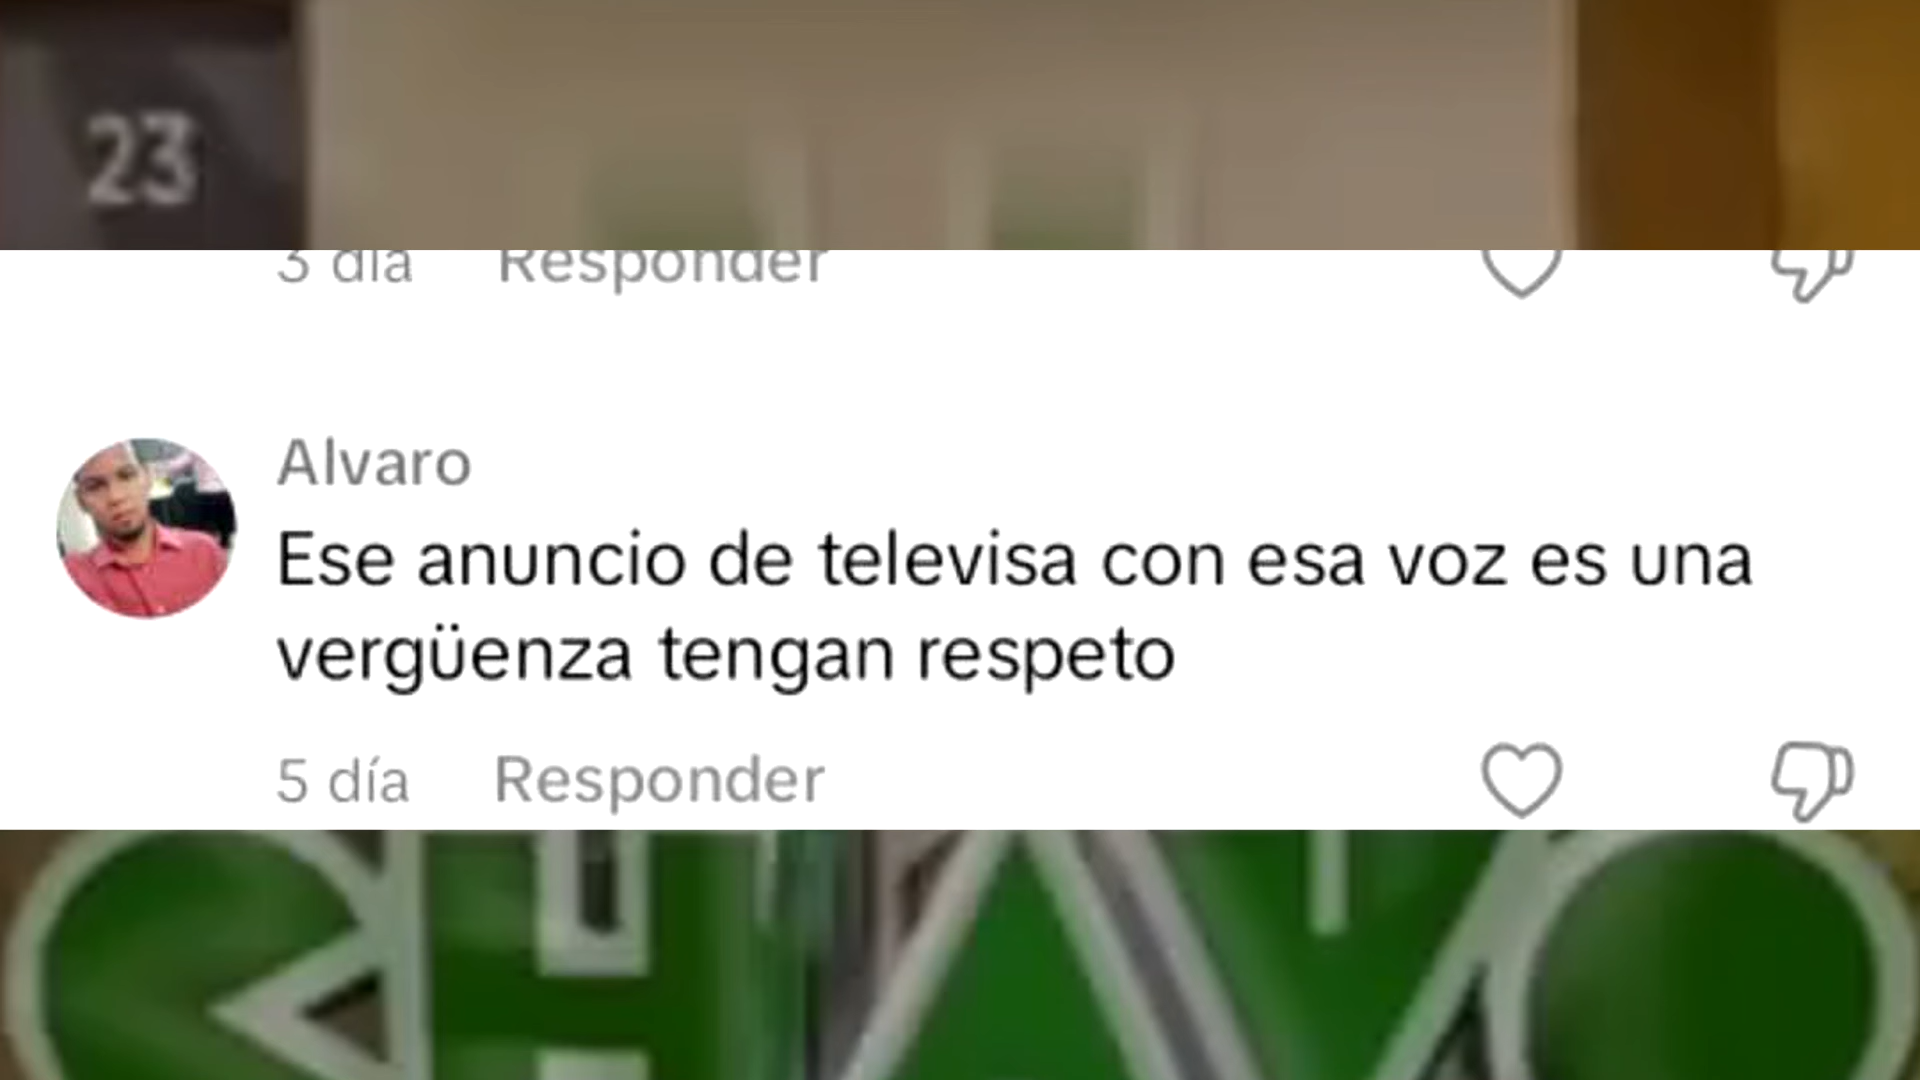 23
3 día Responder
Alvaro
Ese anuncio de televisa con esa voz es una
vergüenza tengan respeto
5 día Responder
CHAVO